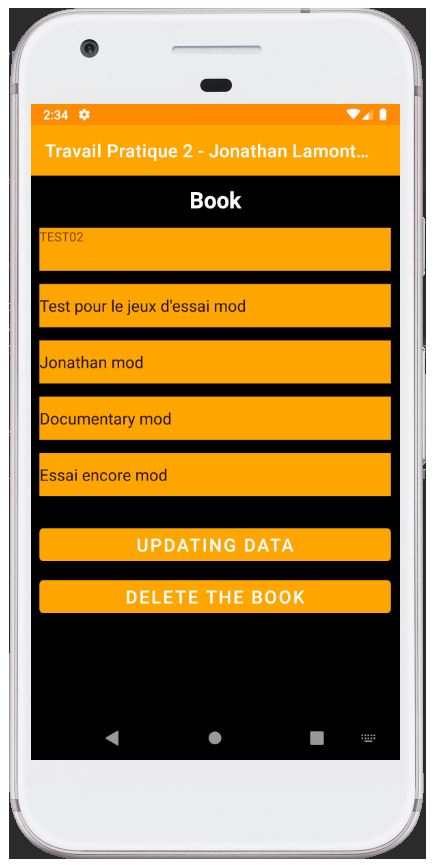 2:34
Travail Pratique 2 - Jonathan Lamont...
Book
TEST02
Test pour le jeux d'essai mod
Jonathan mod
Documentary mod
Essai encore mod
UPDATING DATA
DELETE THE BOOK